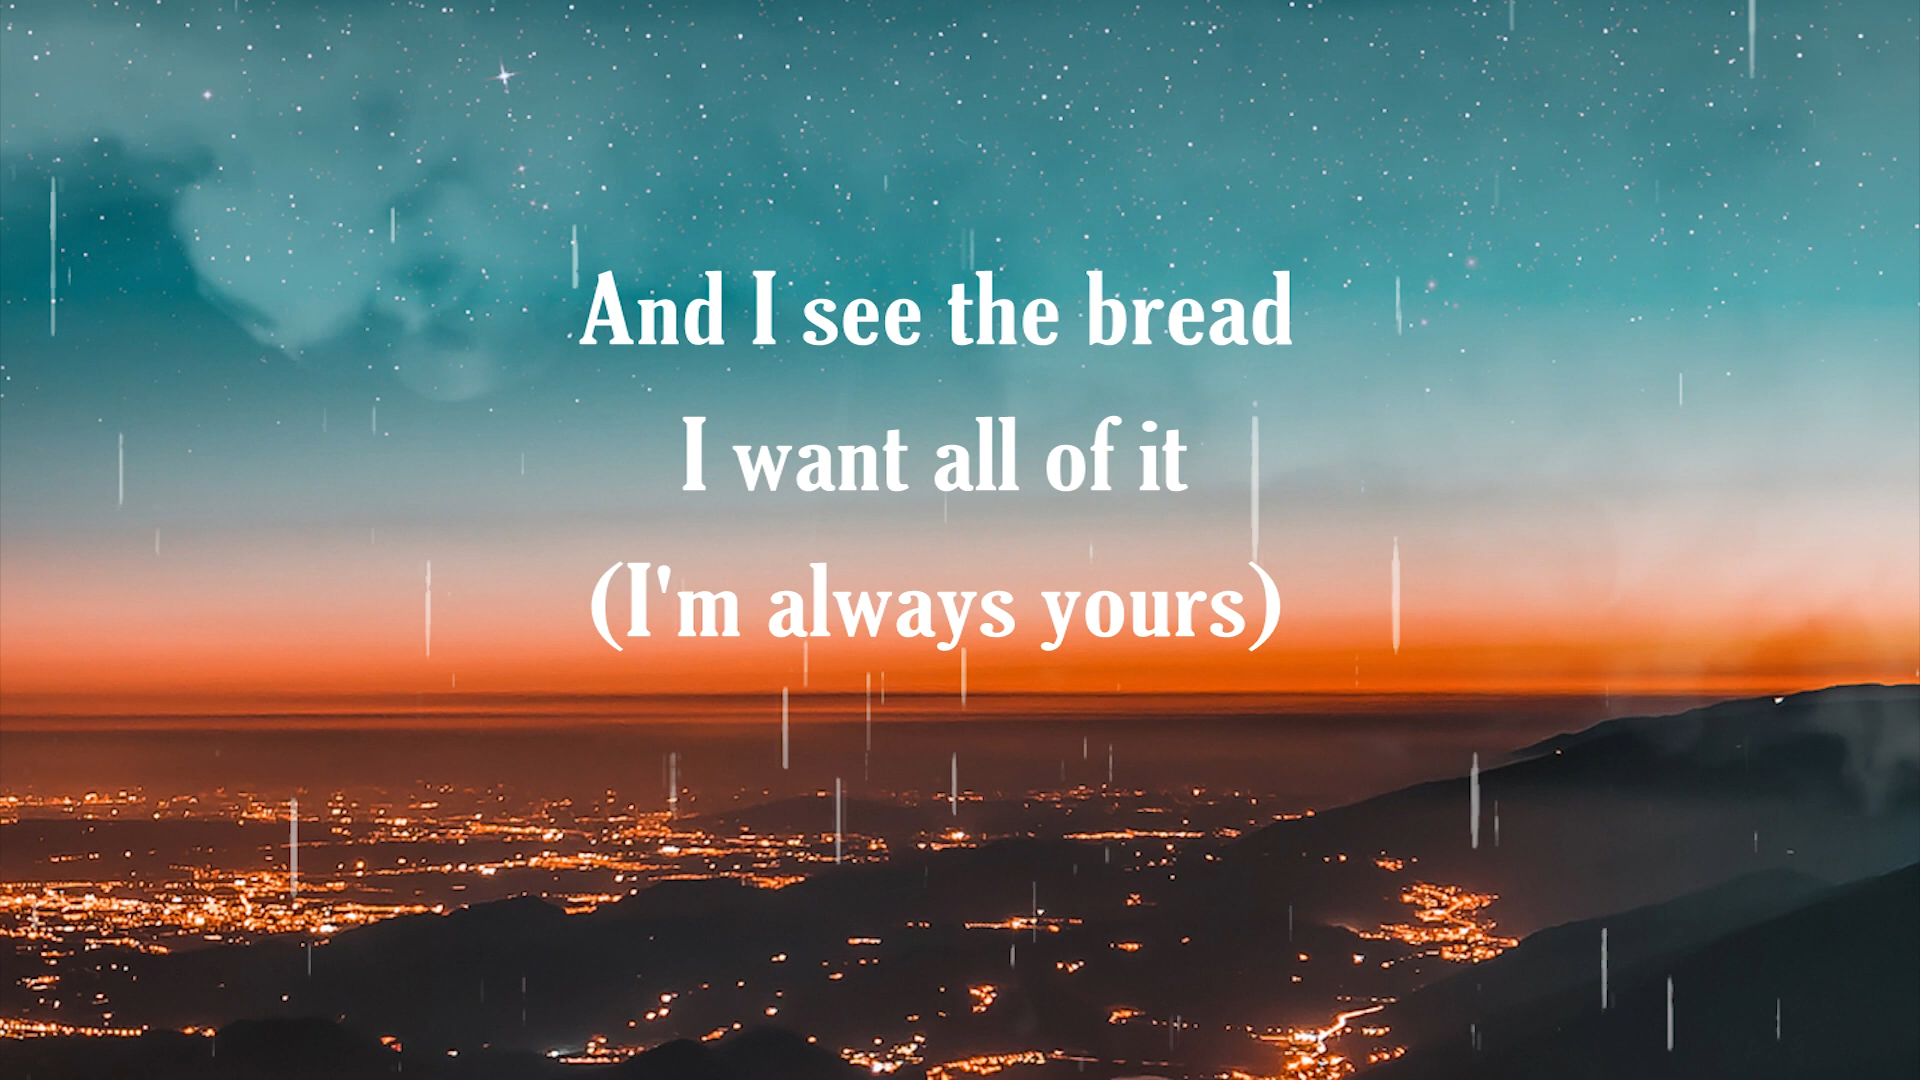 And I see the bread
I want all of it
(I'm always yours)